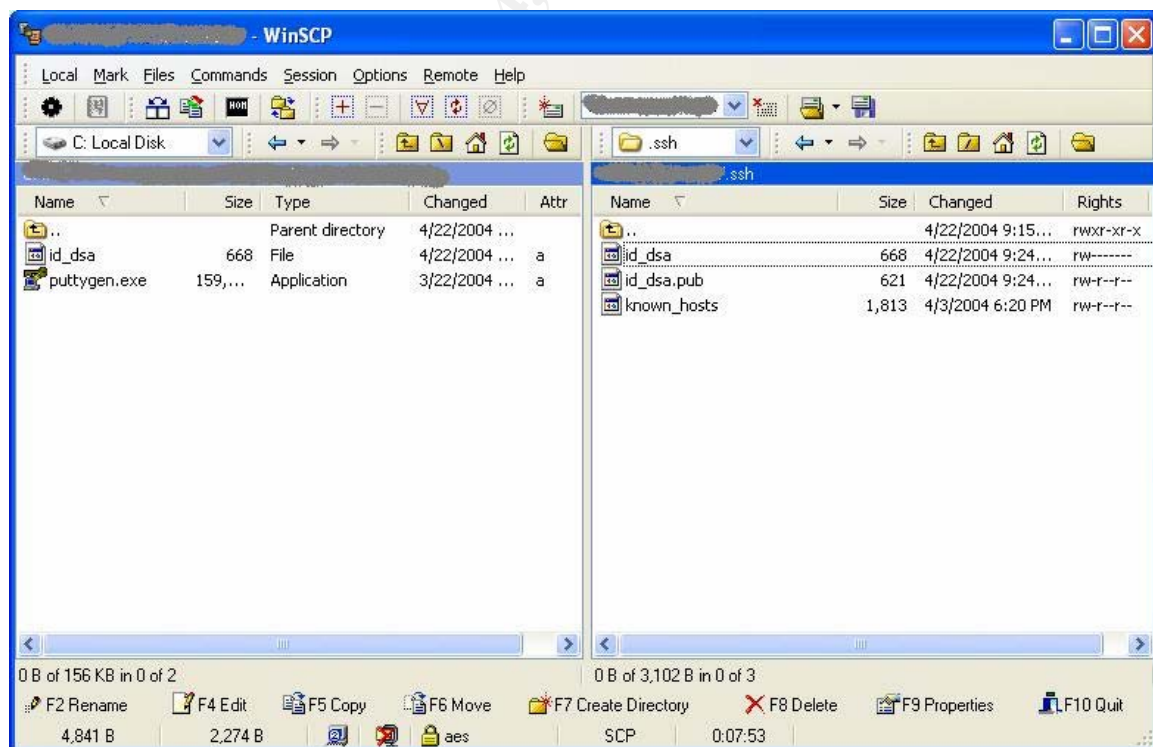 - WinSCP
Local Mark Files Commands Session Options Remote Help
C: Local Disk
.ssh
.ssh
Name Size Type Changed Attr
.. Parent directory 4/22/2004 ...
id_dsa 668 File 4/22/2004 ... a
puttygen.exe 159,... Application 3/22/2004 ... a
Name Size Changed Rights
.. 4/22/2004 9:15... rwxr-xr-x
id_dsa 668 4/22/2004 9:24... rw-------
id_dsa.pub 621 4/22/2004 9:24... rw-r--r--
known_hosts 1,813 4/3/2004 6:20 PM rw-r--r--
0 B of 156 KB in 0 of 2
0 B of 3,102 B in 0 of 3
F2 Rename F4 Edit F5 Copy F6 Move F7 Create Directory F8 Delete F9 Properties F10 Quit
4,841 B 2,274 B aes SCP 0:07:53